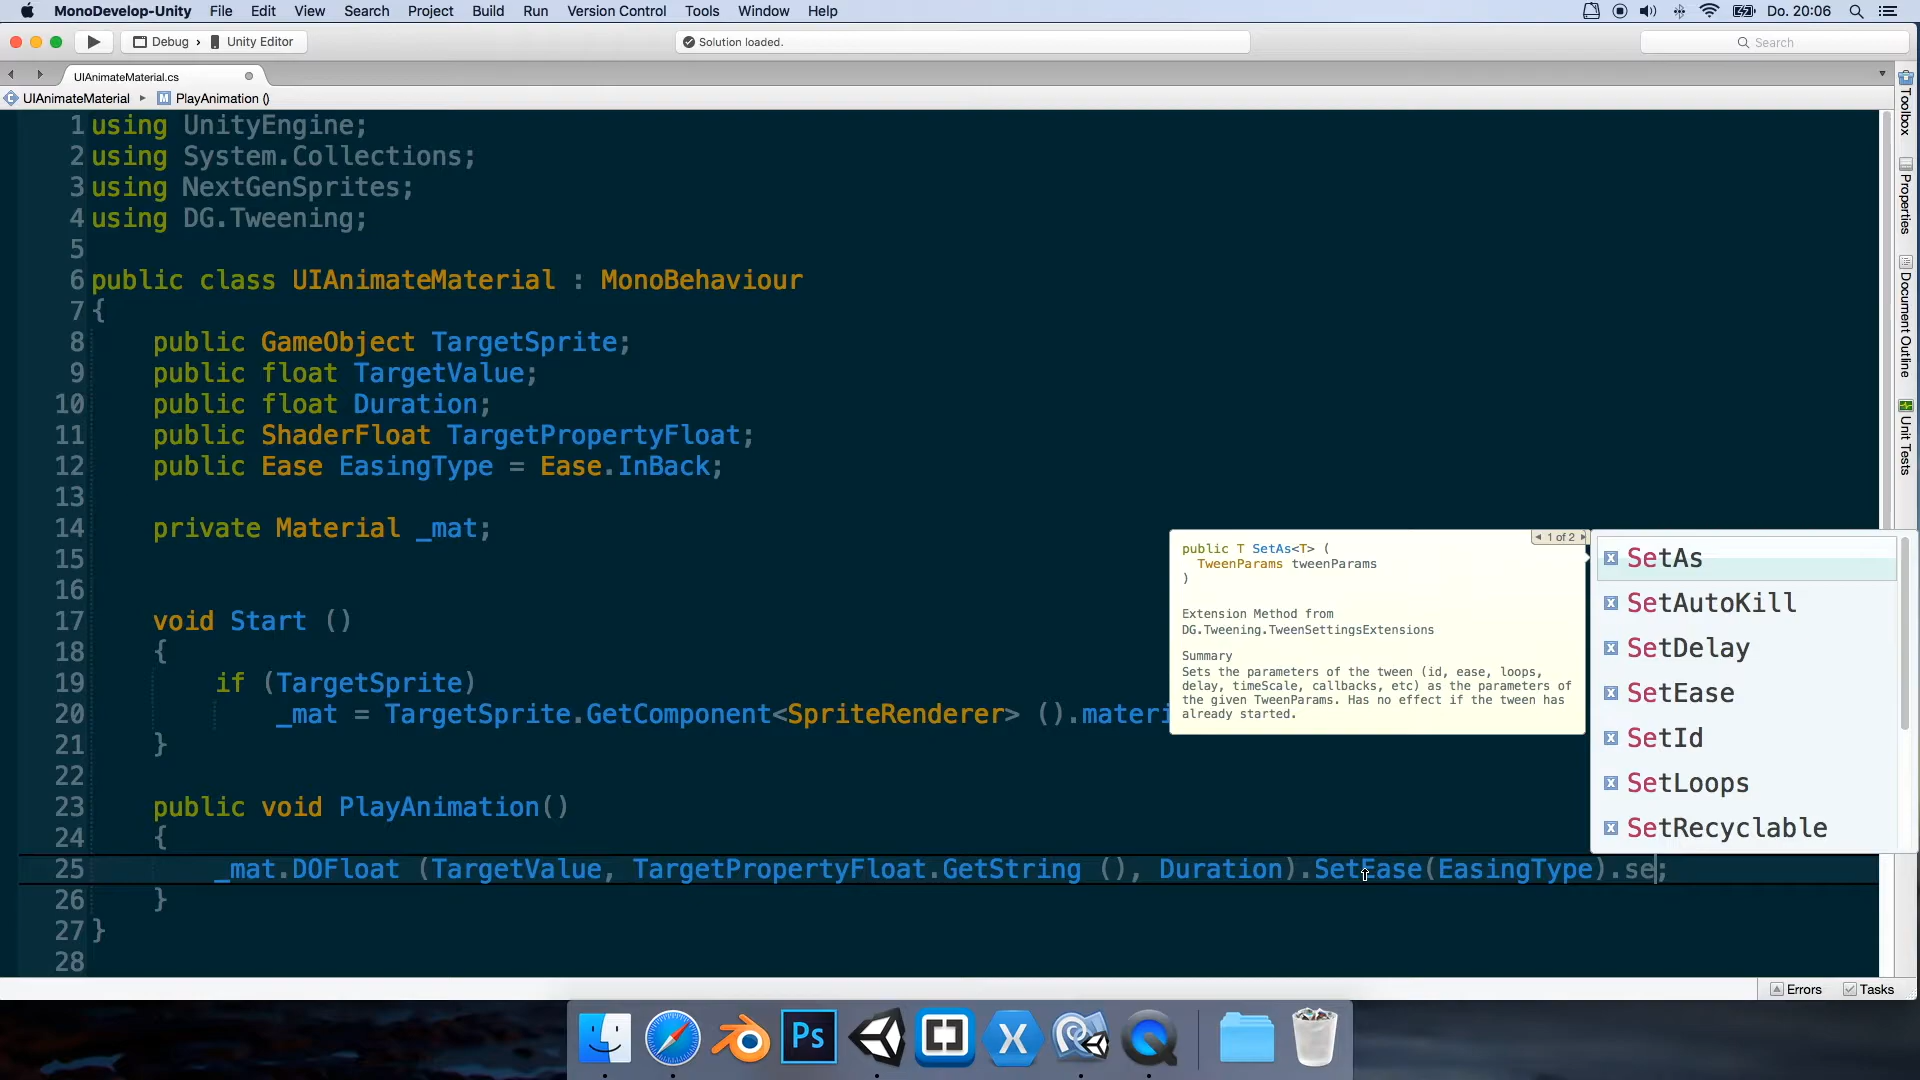 MonoDevelop-Unity File Edit View Search Project Build Run Version Control Tools Window Help Do. 20:06
Debug › Unity Editor Solution loaded. Search
UIAnimateMaterial.cs
UIAnimateMaterial PlayAnimation ()
1 using UnityEngine;
2 using System.Collections;
3 using NextGenSprites;
4 using DG.Tweening;
5
6 public class UIAnimateMaterial : MonoBehaviour
7 {
8 public GameObject TargetSprite;
9 public float TargetValue;
10 public float Duration;
11 public ShaderFloat TargetPropertyFloat;
12 public Ease EasingType = Ease.InBack;
13
14 private Material _mat;
15
16
17 void Start ()
18 {
19 if (TargetSprite)
20 _mat = TargetSprite.GetComponent<SpriteRenderer> ().materi
21 }
22
23 public void PlayAnimation()
24 {
25 _mat.DOFloat (TargetValue, TargetPropertyFloat.GetString (), Duration).SetEase(EasingType).se;
26 }
27 }
28
1 of 2
public T SetAs<T> (
TweenParams tweenParams
)
Extension Method from
DG.Tweening.TweenSettingsExtensions
Summary
Sets the parameters of the tween (id, ease, loops,
delay, timeScale, callbacks, etc) as the parameters of
the given TweenParams. Has no effect if the tween has
already started.
SetAs
SetAutoKill
SetDelay
SetEase
SetId
SetLoops
SetRecyclable
Toolbox
Properties
Document Outline
Unit Tests
Errors Tasks
Ps